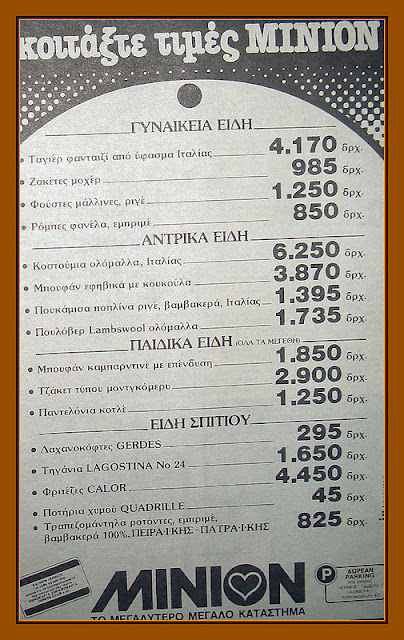 κοιτάξτε τιμές MINION
ΓΥΝΑΙΚΕΙΑ ΕΙΔΗ
• Ταγιέρ φανταιζί από ύφασμα Ιταλίας 4.170 δρχ.
• Ζακέτες μοχέρ 985 δρχ.
• Φούστες μάλλινες, ριγέ 1.250 δρχ.
• Ρόμπες φανέλα, εμπριμέ 850 δρχ.
ΑΝΤΡΙΚΑ ΕΙΔΗ
• Κοστούμια ολόμαλλα, Ιταλίας 6.250 δρχ.
• Μπουφάν εφηβικά με κουκούλα 3.870 δρχ.
• Πουκάμισα ποπλίνα ριγέ, βαμβακερά, Ιταλίας 1.395 δρχ.
• Πουλόβερ Lambswool ολόμαλλα 1.735 δρχ.
ΠΑΙΔΙΚΑ ΕΙΔΗ (ΟΛΑ ΤΑ ΜΕΓΕΘΗ)
• Μπουφάν καμπαρντινέ με επένδυση 1.850 δρχ.
• Τζάκετ τύπου μοντγκόμερυ 2.900 δρχ.
• Παντελόνια κοτλέ 1.250 δρχ.
ΕΙΔΗ ΣΠΙΤΙΟΥ
• Λαχανοκόφτες GERDES 295 δρχ.
• Τηγάνια LAGOSTINA No 24 1.650 δρχ.
• Φριτέζες CALOR 4.450 δρχ.
• Ποτήρια χυμού QUADRILLE 45 δρχ.
• Τραπεζομάντηλα ροτόντες, εμπριμέ,
βαμβακερά 100%, ΠΕΙΡΑ·Ι·ΚΗΣ - ΠΑΤΡΑ·Ι·ΚΗΣ 825 δρχ.
MINION
ΤΟ ΜΕΓΑΛΥΤΕΡΟ ΜΕΓΑΛΟ ΚΑΤΑΣΤΗΜΑ
P ΔΩΡΕΑΝ
PARKING